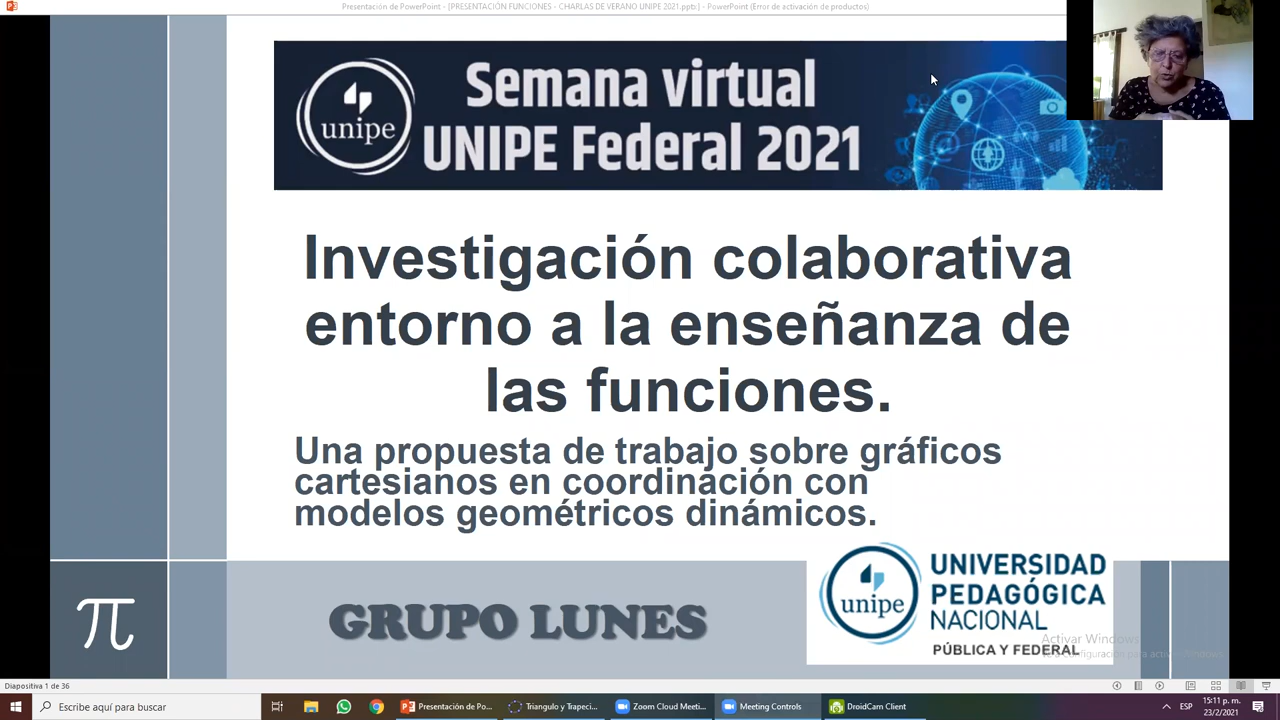 Presentación de PowerPoint - [PRESENTACIÓN FUNCIONES - CHARLAS DE VERANO UNIPE 2021.pptx] - PowerPoint (Error de activación de productos)
unipe
Semana virtual
UNIPE Federal 2021
Investigación colaborativa
entorno a la enseñanza de
las funciones.
Una propuesta de trabajo sobre gráficos
cartesianos en coordinación con
modelos geométricos dinámicos.
π
GRUPO LUNES
unipe
UNIVERSIDAD
PEDAGÓGICA
NACIONAL
PÚBLICA Y FEDERAL
Activar Windows
Diapositiva 1 de 36
Escribe aquí para buscar
Presentación de Po...
Triangulo y Trapeci...
Zoom Cloud Meeti...
Meeting Controls
DroidCam Client
ESP
15:11 p. m.
23/2/2021